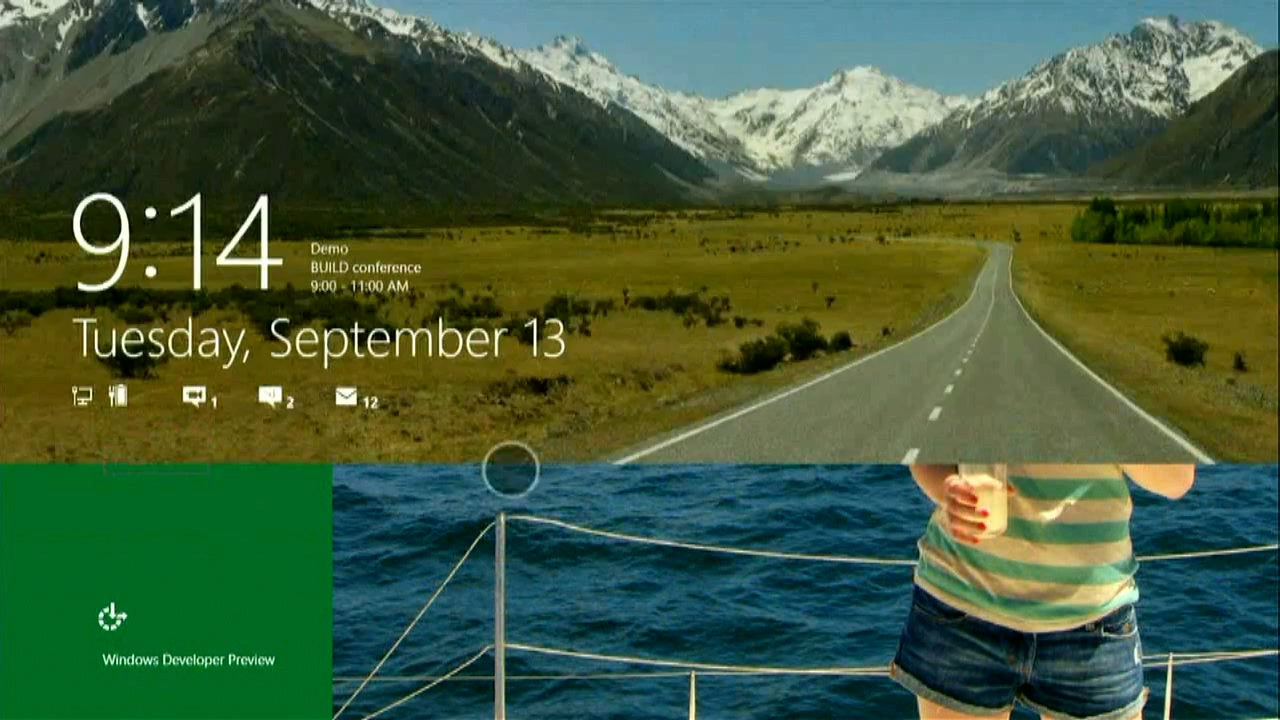 9:14
Demo
BUILD conference
9:00 - 11:00 AM
Tuesday, September 13
1
2
12
Windows Developer Preview